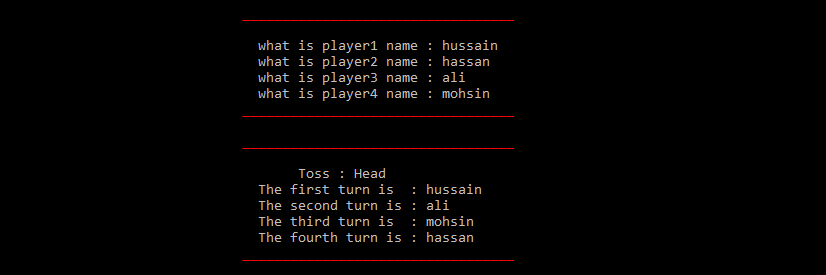 what is player1 name : hussain
what is player2 name : hassan
what is player3 name : ali
what is player4 name : mohsin
Toss : Head
The first turn is  : hussain
The second turn is : ali
The third turn is  : mohsin
The fourth turn is : hassan